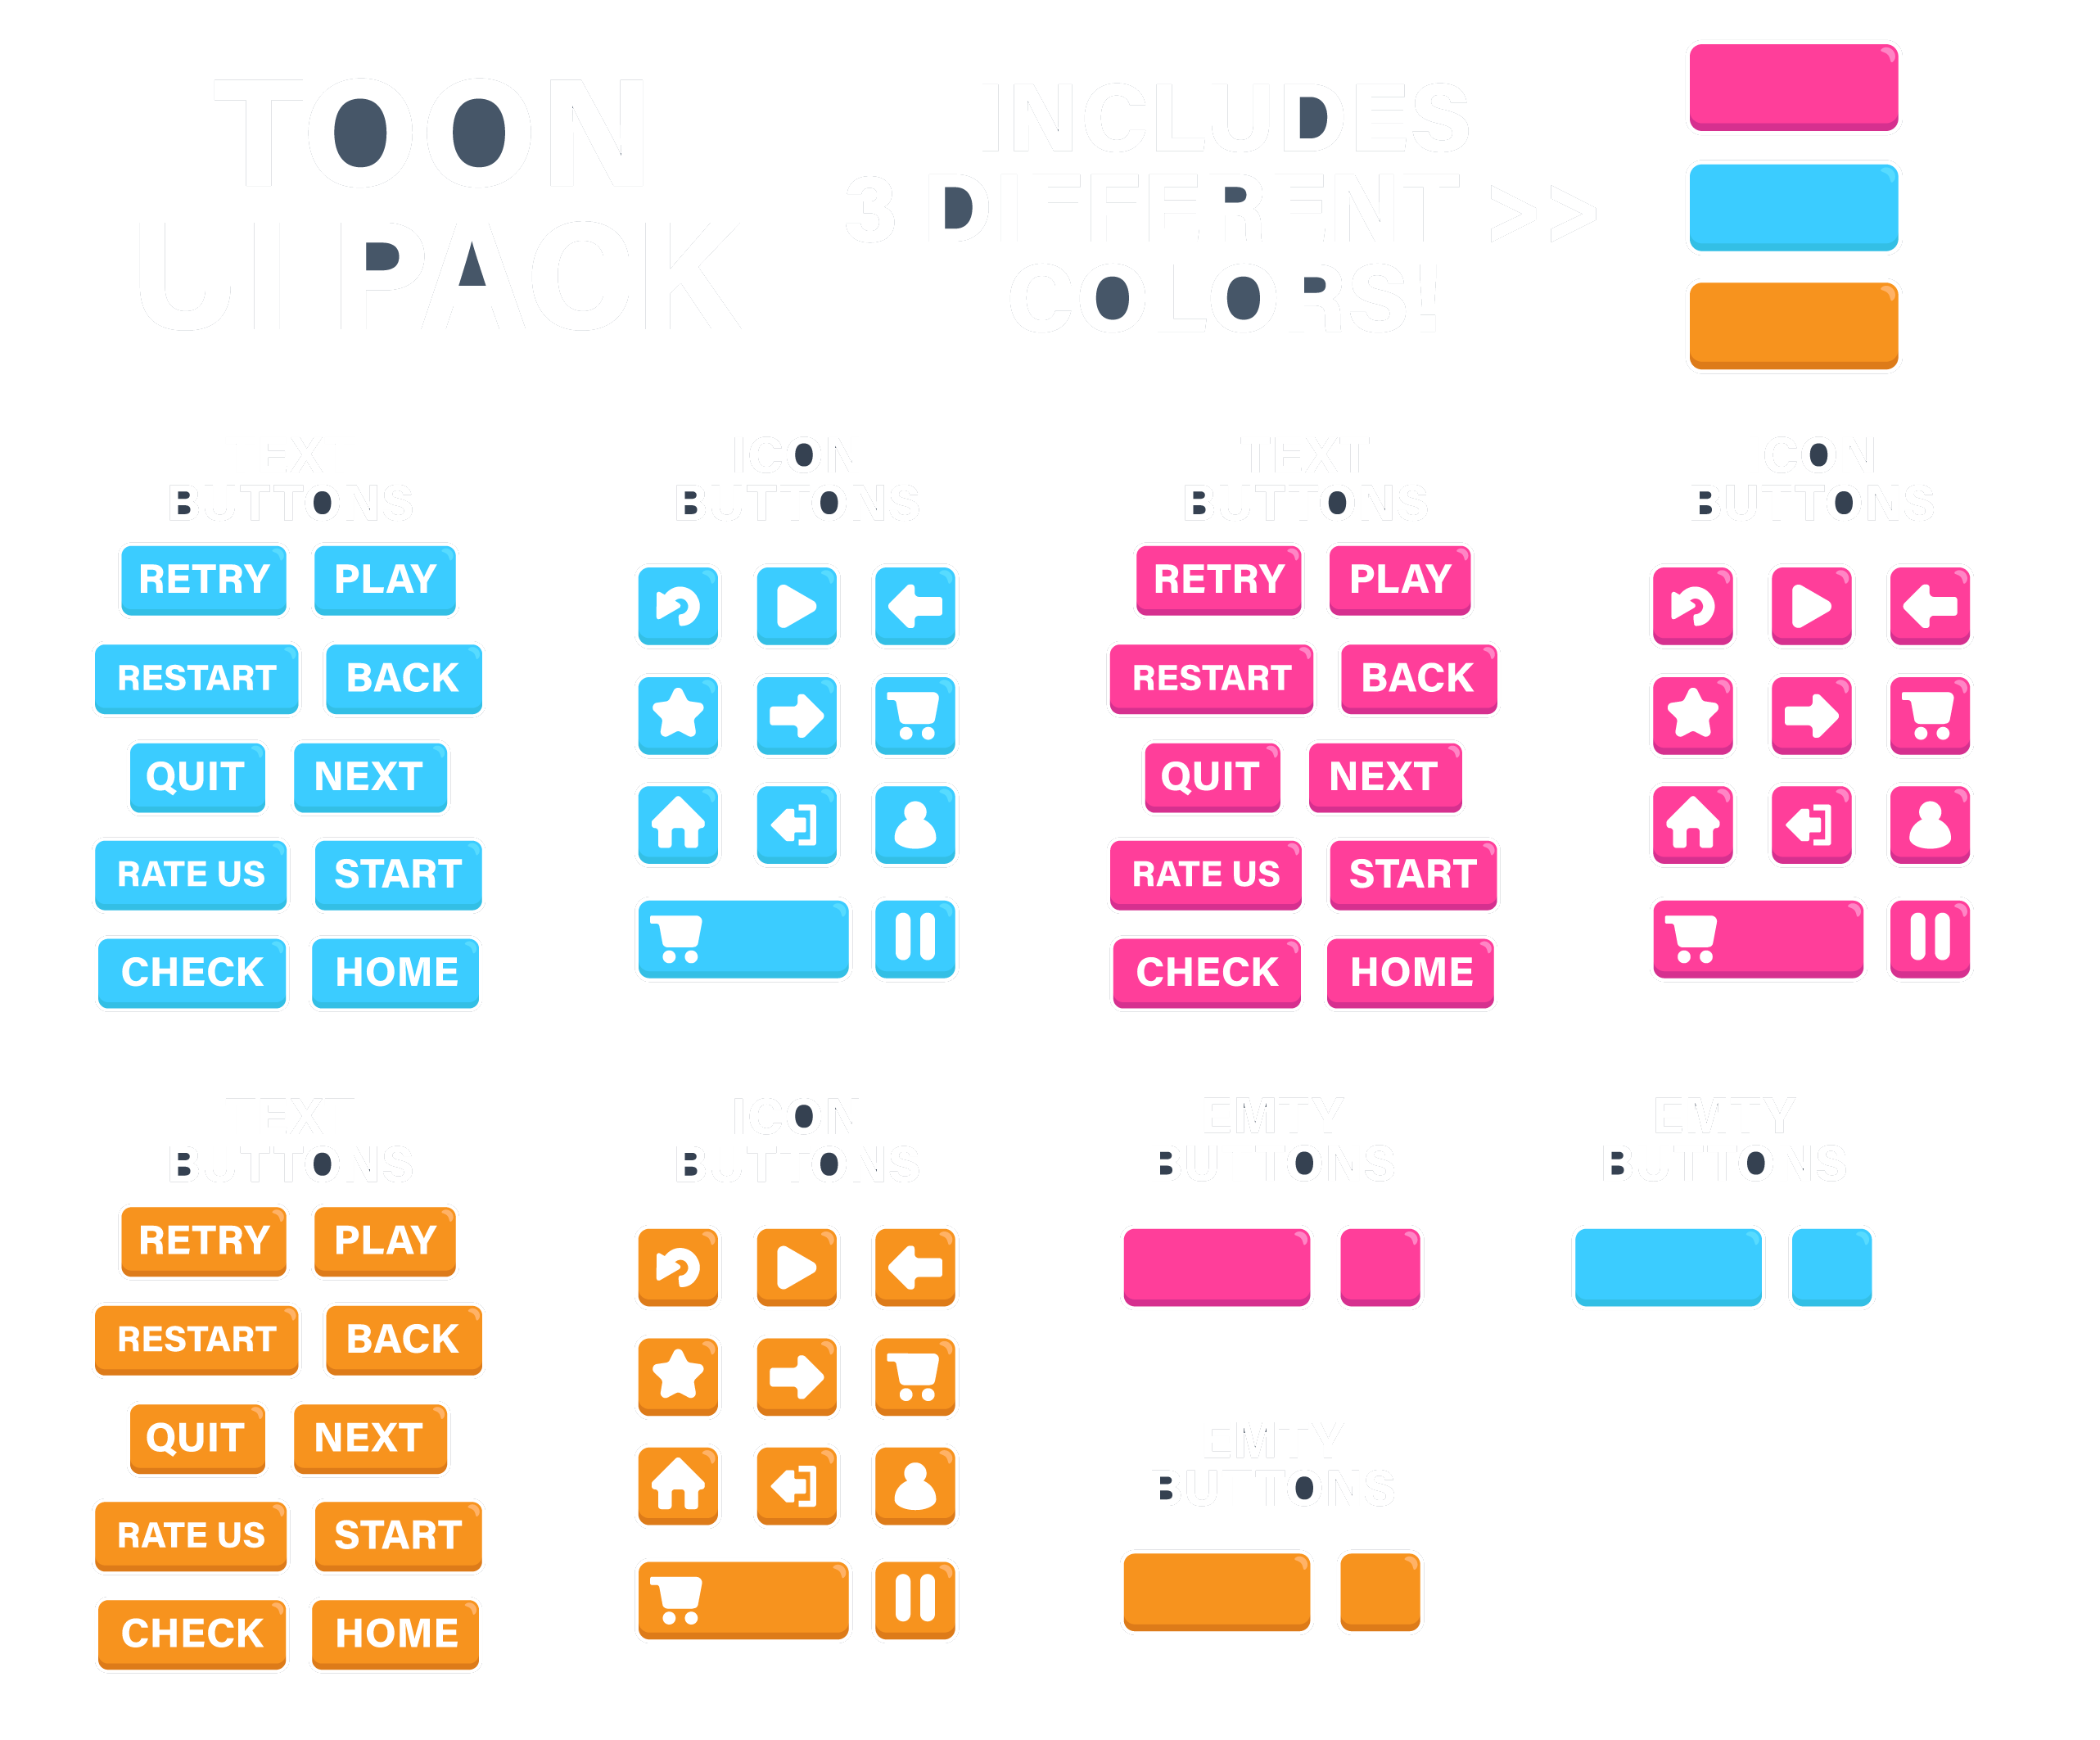 TOON
UI PACK
INCLUDES
3 DIFFERENT >>
COLORS!
TEXT
BUTTONS
RETRY PLAY
RESTART BACK
QUIT NEXT
RATE US START
CHECK HOME
ICON
BUTTONS
TEXT
BUTTONS
RETRY PLAY
RESTART BACK
QUIT NEXT
RATE US START
CHECK HOME
ICON
BUTTONS
TEXT
BUTTONS
RETRY PLAY
RESTART BACK
QUIT NEXT
RATE US START
CHECK HOME
ICON
BUTTONS
EMTY
BUTTONS
EMTY
BUTTONS
EMTY
BUTTONS